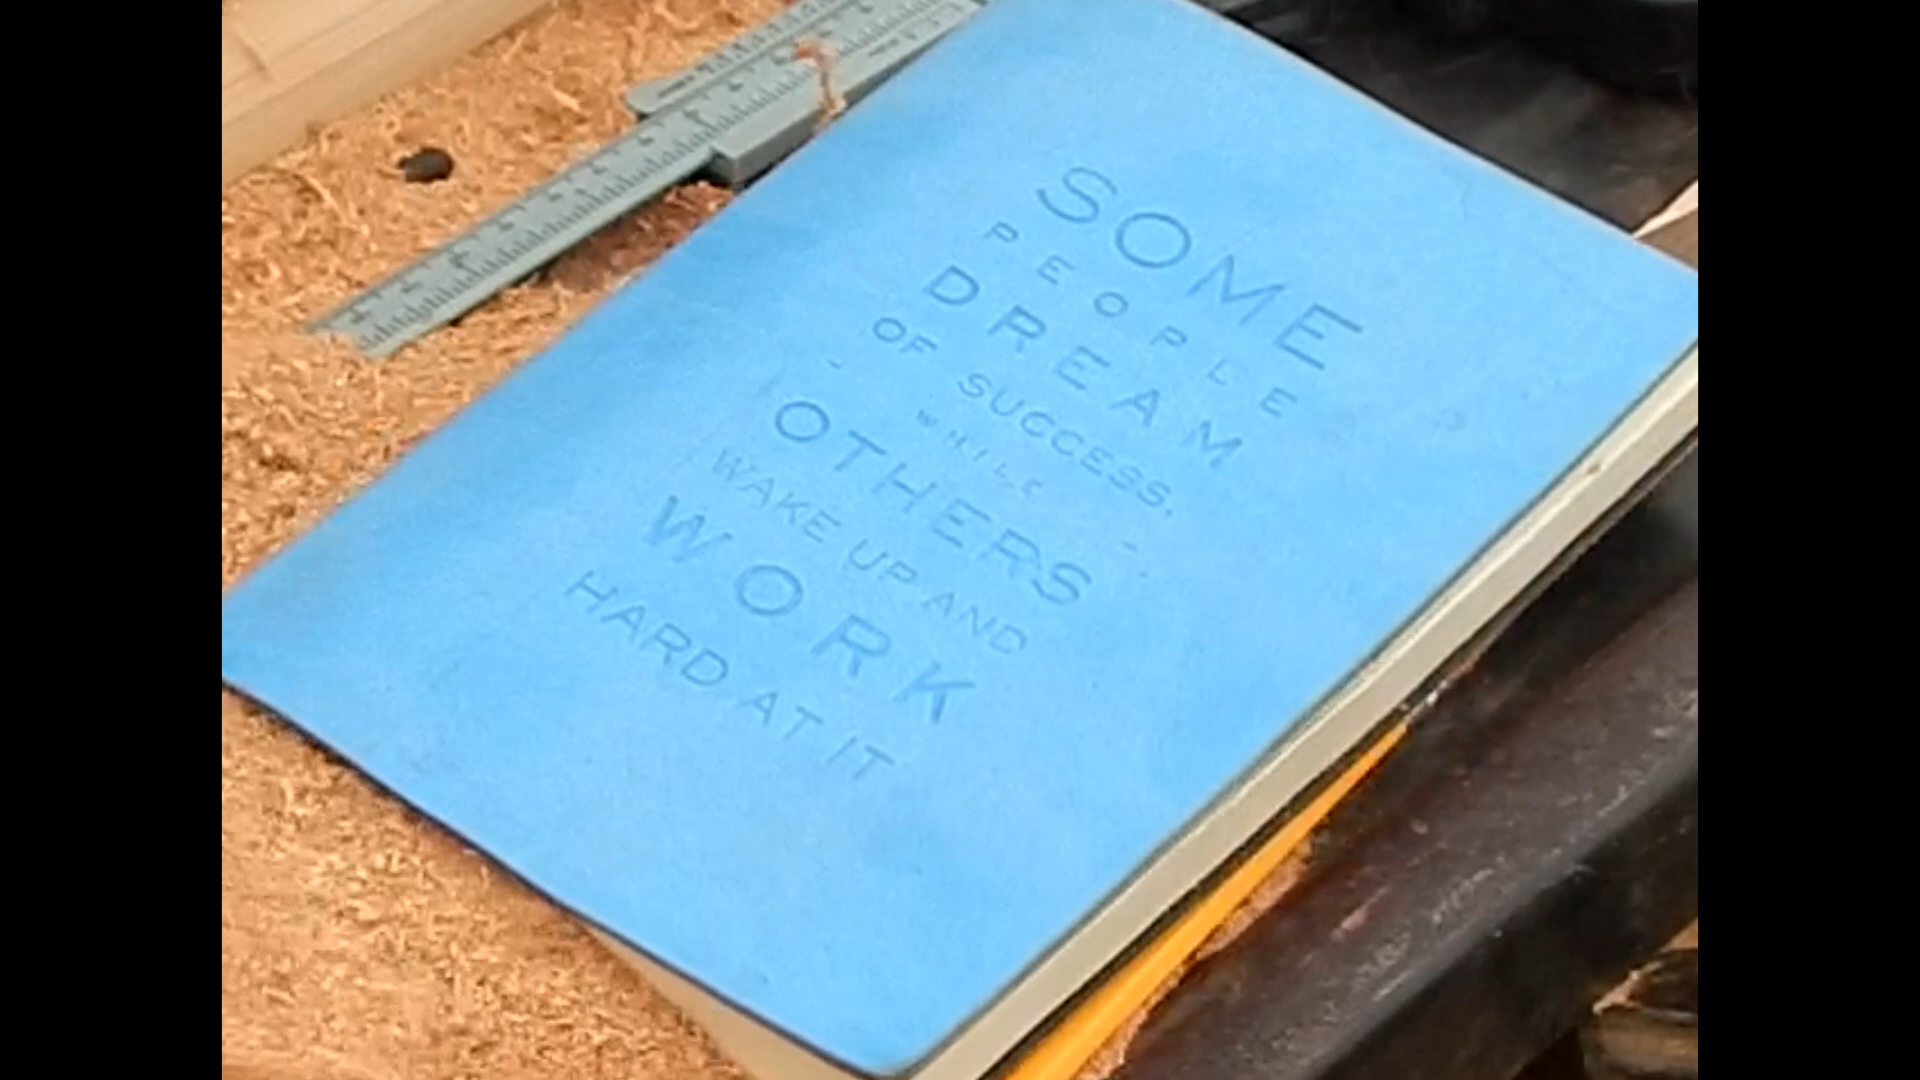 SOME
PEOPLE
DREAM
OF SUCCESS,
- WHILE -
OTHERS
WAKE UP AND
WORK
HARD AT IT